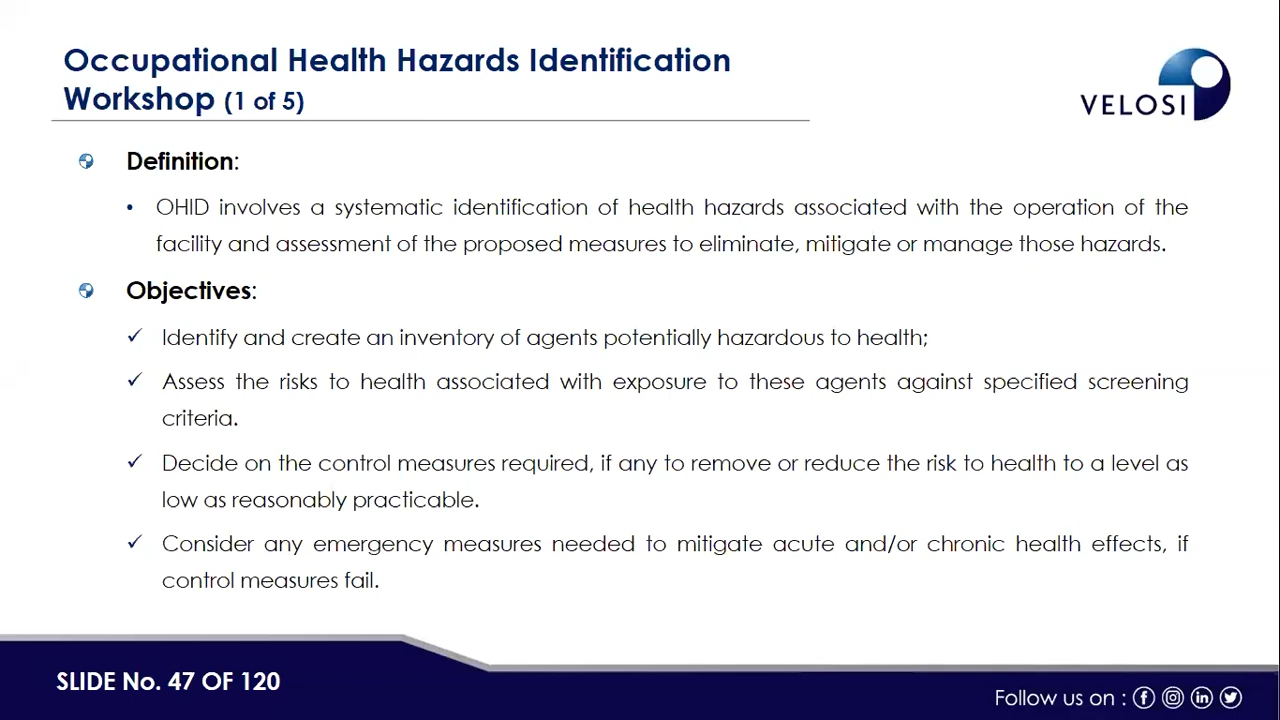 Occupational Health Hazards Identification
Workshop (1 of 5)
VELOSI
Definition:
• OHID involves a systematic identification of health hazards associated with the operation of the
facility and assessment of the proposed measures to eliminate, mitigate or manage those hazards.
Objectives:
✓ Identify and create an inventory of agents potentially hazardous to health;
✓ Assess the risks to health associated with exposure to these agents against specified screening
criteria.
✓ Decide on the control measures required, if any to remove or reduce the risk to health to a level as
low as reasonably practicable.
✓ Consider any emergency measures needed to mitigate acute and/or chronic health effects, if
control measures fail.
SLIDE No. 47 OF 120
Follow us on :